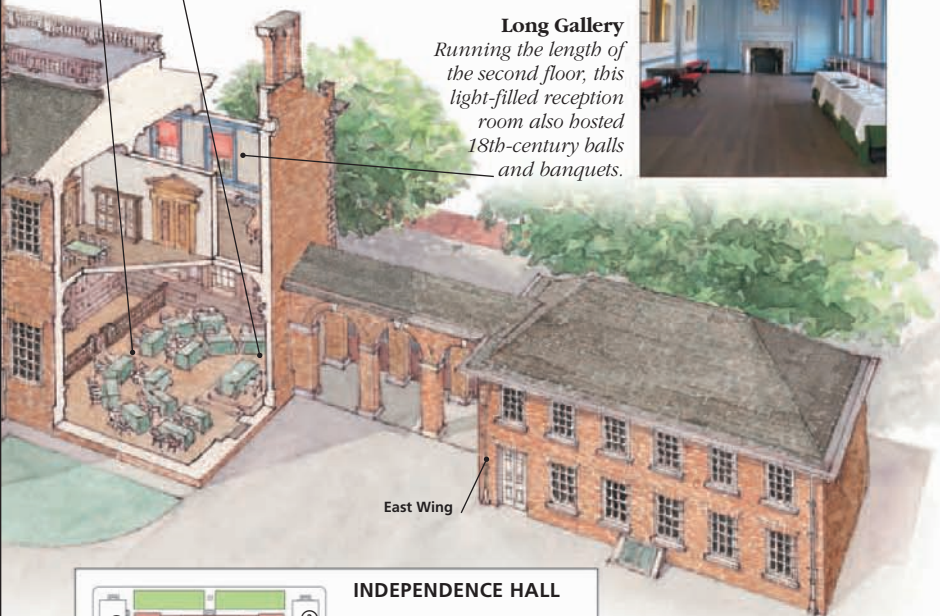 Long Gallery
Running the length of
the second floor, this
light-filled reception
room also hosted
18th-century balls
and banquets.
East Wing
INDEPENDENCE HALL